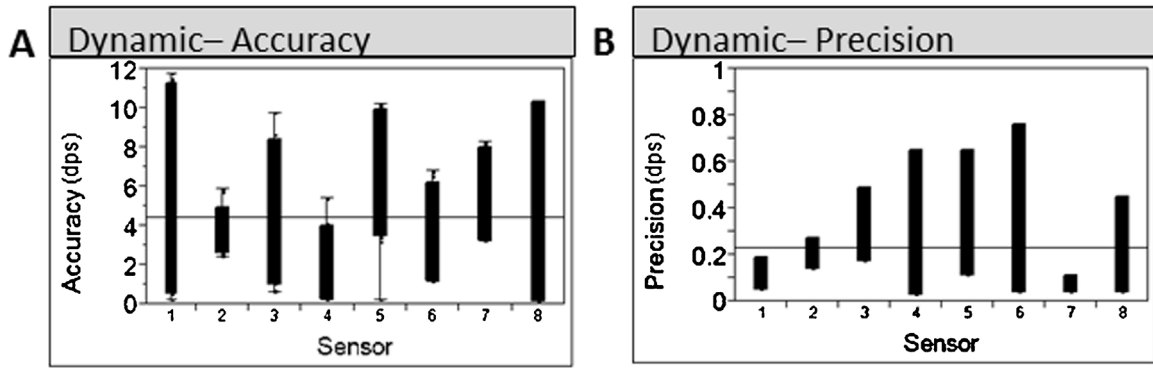 A
Dynamic– Accuracy
Accuracy (dps)
12
10
8
6
4
2
0
1 2 3 4 5 6 7 8
Sensor
B
Dynamic– Precision
Precision (dps)
1
0.8
0.6
0.4
0.2
0
1 2 3 4 5 6 7 8
Sensor